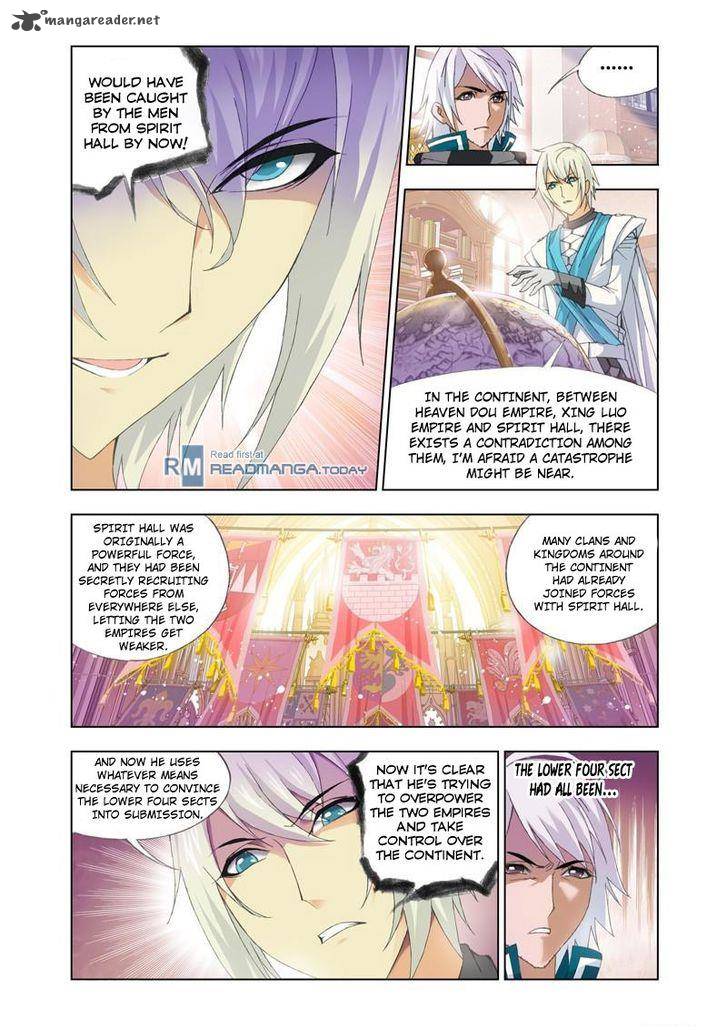 mangareader.net
WOULD HAVE
BEEN CAUGHT
BY THE MEN
FROM SPIRIT
HALL BY NOW!
......
IN THE CONTINENT, BETWEEN
HEAVEN DOU EMPIRE, XING LUO
EMPIRE AND SPIRIT HALL, THERE
EXISTS A CONTRADICTION AMONG
THEM, I'M AFRAID A CATASTROPHE
MIGHT BE NEAR.
Read first at
RM READMANGA.TODAY
SPIRIT HALL WAS
ORIGINALLY A
POWERFUL FORCE,
AND THEY HAD BEEN
SECRETLY RECRUITING
FORCES FROM
EVERYWHERE ELSE,
LETTING THE TWO
EMPIRES GET
WEAKER.
MANY CLANS AND
KINGDOMS AROUND
THE CONTINENT
HAD ALREADY
JOINED FORCES
WITH SPIRIT HALL.
AND NOW HE USES
WHATEVER MEANS
NECESSARY TO CONVINCE
THE LOWER FOUR SECTS
INTO SUBMISSION.
NOW IT'S CLEAR
THAT HE'S TRYING
TO OVERPOWER
THE TWO EMPIRES
AND TAKE
CONTROL OVER
THE CONTINENT.
THE LOWER FOUR SECT
HAD ALL BEEN...